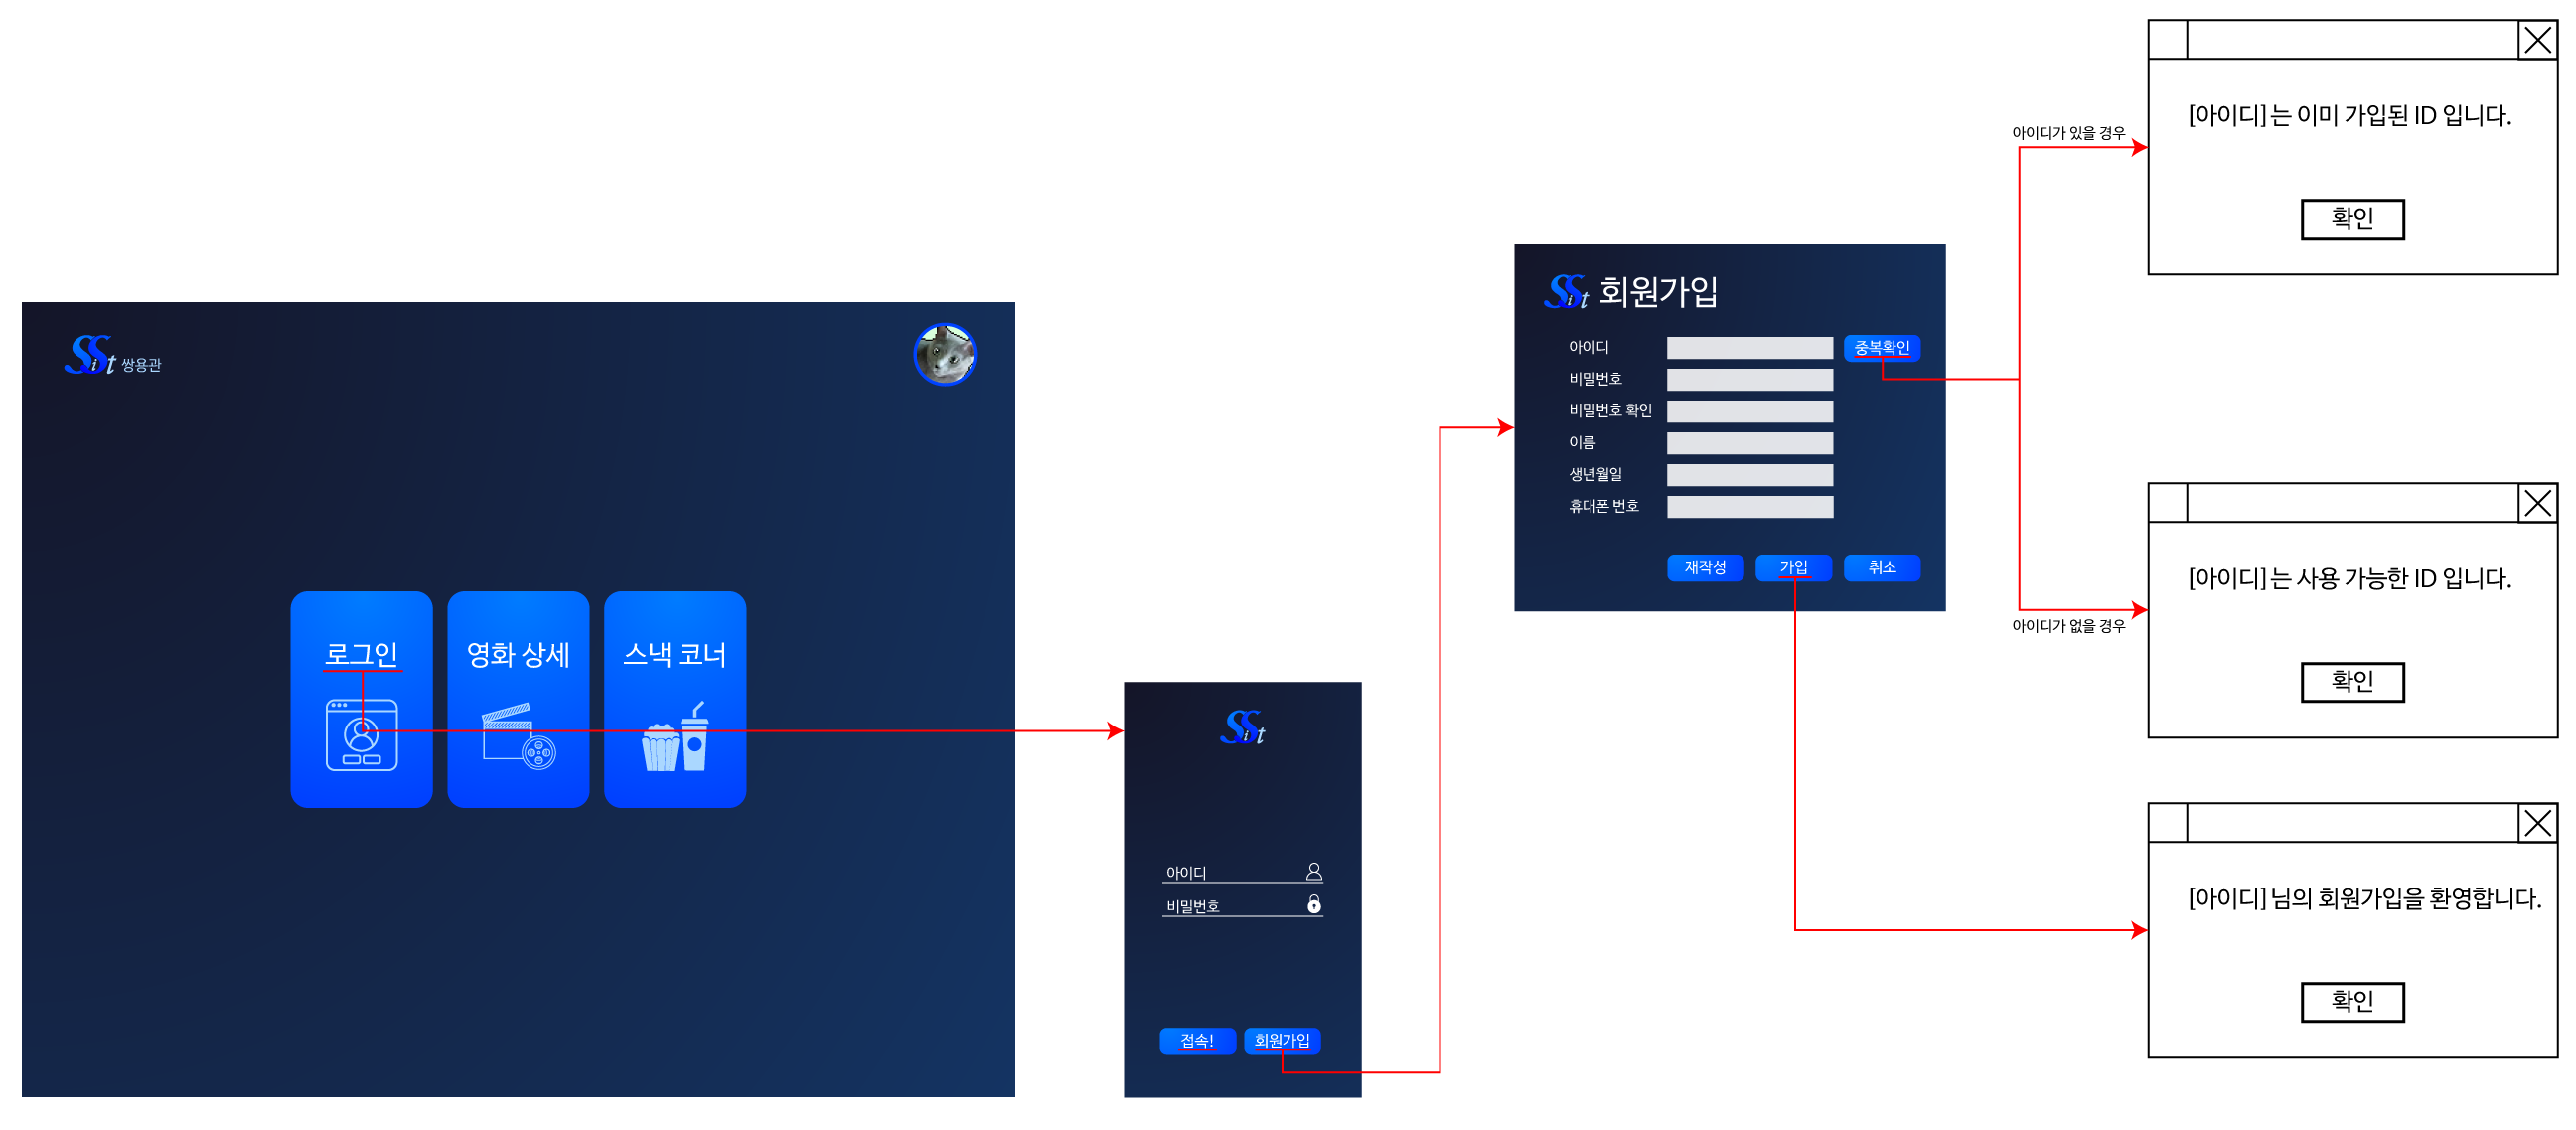 SSist 쌍용관
로그인
영화 상세
스낵 코너
SSist
아이디
비밀번호
접속!
회원가입
SSist 회원가입
아이디
중복확인
비밀번호
비밀번호 확인
이름
생년월일
휴대폰 번호
재작성
가입
취소
아이디가 있을 경우
[아이디] 는 이미 가입된 ID 입니다.
확인
아이디가 없을 경우
[아이디] 는 사용 가능한 ID 입니다.
확인
[아이디] 님의 회원가입을 환영합니다.
확인